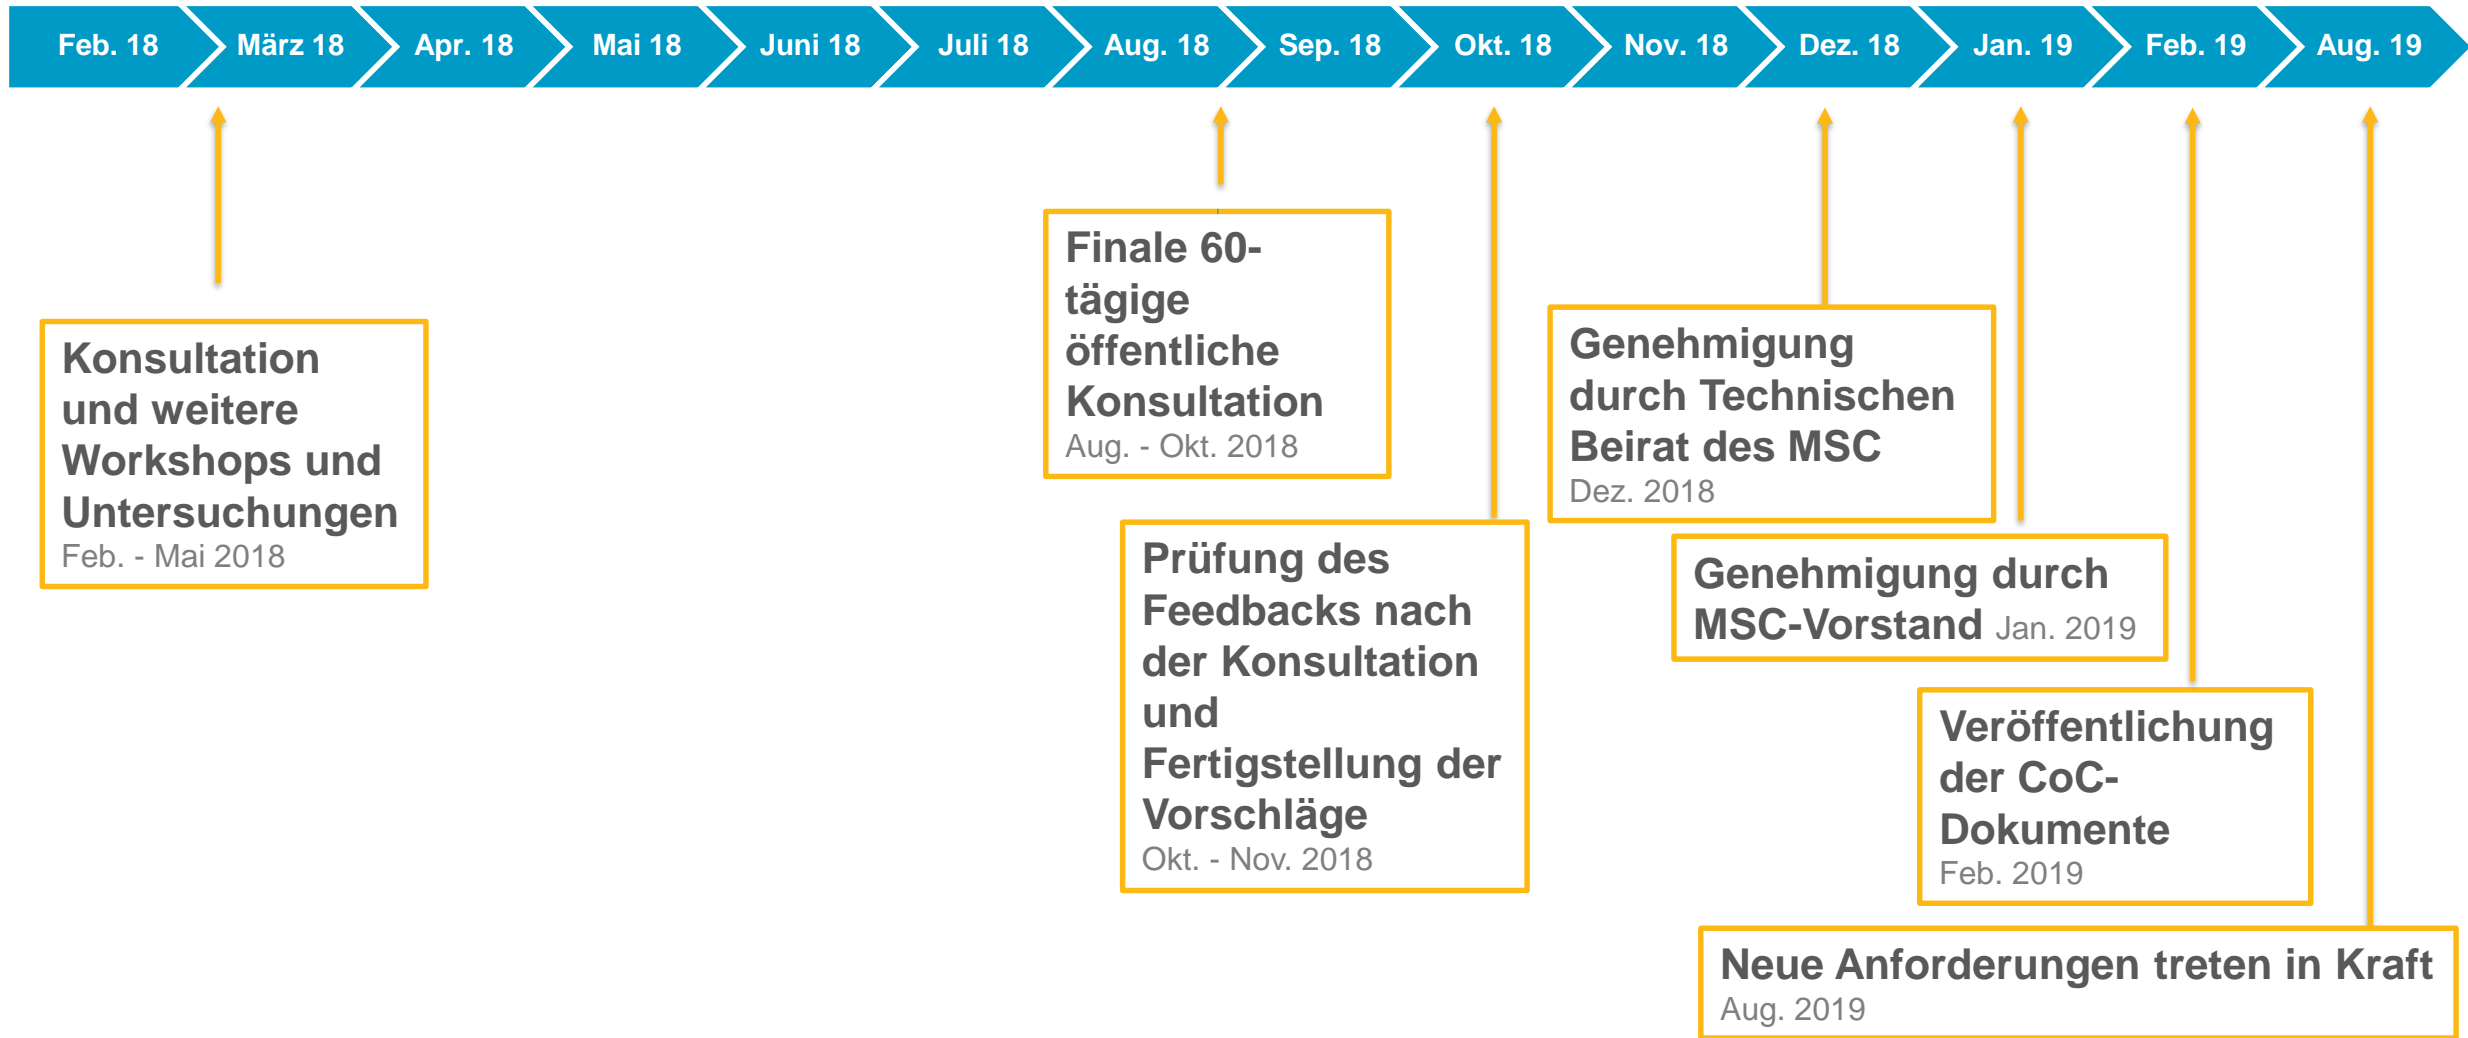 Feb. 18
März 18
Apr. 18
Mai 18
Juni 18
Juli 18
Aug. 18
Sep. 18
Okt. 18
Nov. 18
Dez. 18
Jan. 19
Feb. 19
Aug. 19
Konsultation
und weitere
Workshops und
Untersuchungen
Feb. - Mai 2018
Finale 60-
tägige
öffentliche
Konsultation
Aug. - Okt. 2018
Prüfung des
Feedbacks nach
der Konsultation
und
Fertigstellung der
Vorschläge
Okt. - Nov. 2018
Genehmigung
durch Technischen
Beirat des MSC
Dez. 2018
Genehmigung durch
MSC-Vorstand Jan. 2019
Veröffentlichung
der CoC-
Dokumente
Feb. 2019
Neue Anforderungen treten in Kraft
Aug. 2019